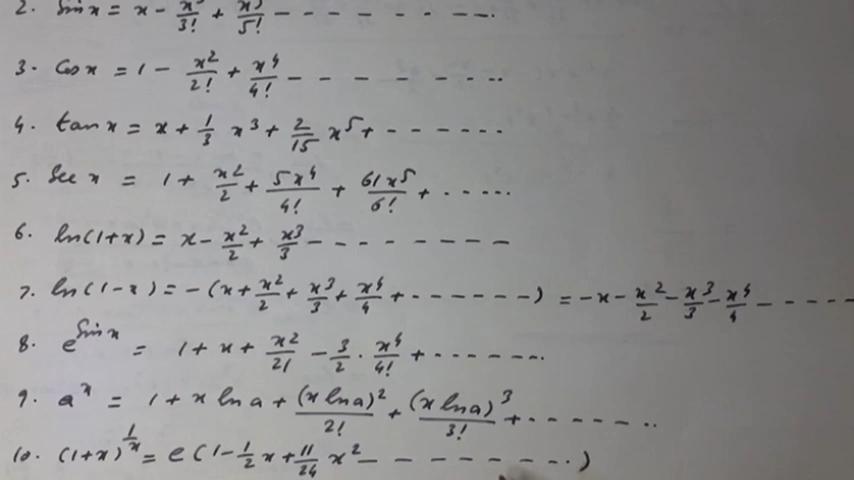 2. Sin x = x - x³/3! + x⁵/5! - - - - - - - - -.
3. Cos x = 1 - x²/2! + x⁴/4! - - - - - - - ..
4. tan x = x + 1/3 x³ + 2/15 x⁵ + - - - - - -
5. Sec x = 1 + x²/2 + 5x⁴/4! + 61x⁵/6! + . - - - ..
6. ln(1+x) = x - x²/2 + x³/3 - - - - - - - - -
7. ln(1-x) = -(x + x²/2 + x³/3 + x⁴/4 + - - - - - - -) = -x - x²/2 - x³/3 - x⁴/4 - - - - -
8. e^Sin x = 1 + x + x²/2! - 3/2 . x⁴/4! + - - - - - -.
9. aˣ = 1 + x ln a + (x ln a)²/2! + (x ln a)³/3! + - - - - - ..
10. (1+x)^1/x = e(1 - 1/2 x + 11/24 x² - - - - - - - - - .)